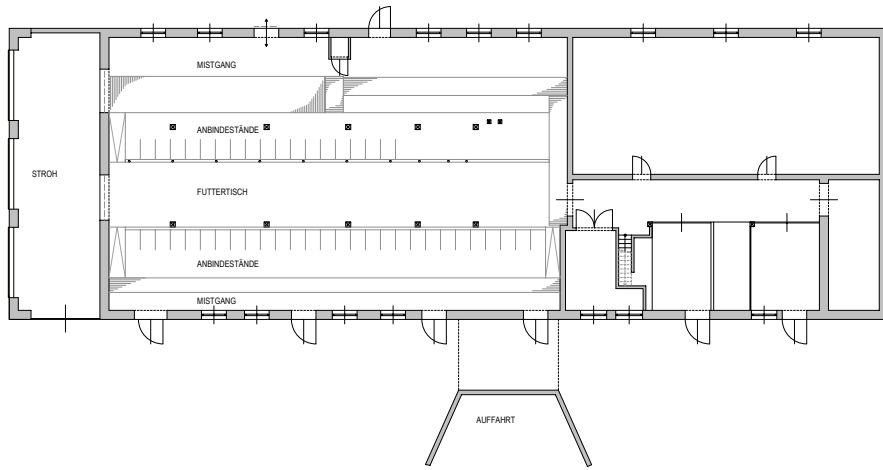 MISTGANG
ANBINDESTÄNDE
STROH
FUTTERTISCH
ANBINDESTÄNDE
MISTGANG
AUFFAHRT